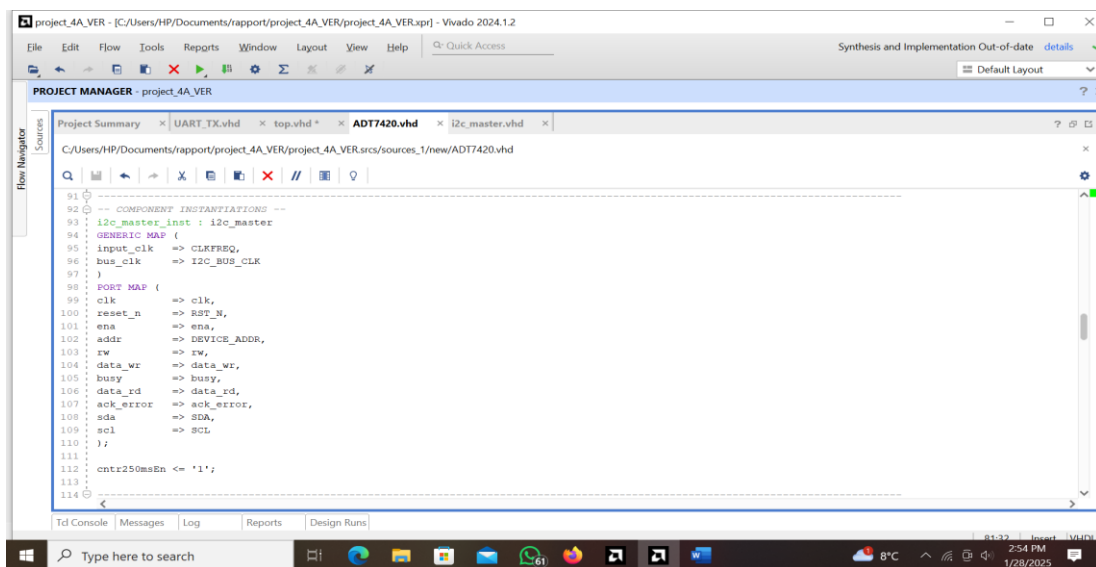 project_4A_VER - [C:/Users/HP/Documents/rapport/project_4A_VER/project_4A_VER.xpr] - Vivado 2024.1.2
File Edit Flow Tools Reports Window Layout View Help Quick Access Synthesis and Implementation Out-of-date details
Default Layout
PROJECT MANAGER - project_4A_VER
Flow Navigator
Sources
Project Summary UART_TX.vhd top.vhd * ADT7420.vhd i2c_master.vhd
C:/Users/HP/Documents/rapport/project_4A_VER/project_4A_VER.srcs/sources_1/new/ADT7420.vhd
91 --------------------------------------------------------------------------------
92 -- COMPONENT INSTANTIATIONS --
93 i2c_master_inst : i2c_master
94 GENERIC MAP (
95 input_clk => CLKFREQ,
96 bus_clk => I2C_BUS_CLK
97 )
98 PORT MAP (
99 clk => clk,
100 reset_n => RST_N,
101 ena => ena,
102 addr => DEVICE_ADDR,
103 rw => rw,
104 data_wr => data_wr,
105 busy => busy,
106 data_rd => data_rd,
107 ack_error => ack_error,
108 sda => SDA,
109 scl => SCL
110 );
111
112 cntr250msEn <= '1';
113
114 --------------------------------------------------------------------------------
Tcl Console Messages Log Reports Design Runs
81:32 Insert VHDL
Type here to search
61
8°C
2:54 PM
1/28/2025